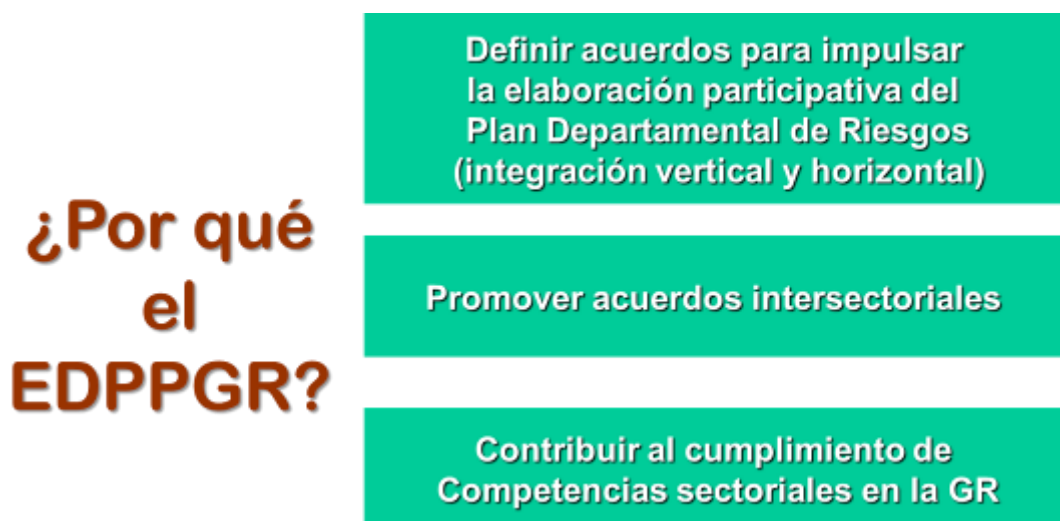 ¿Por qué
el
EDPPGR?
Definir acuerdos para impulsar
la elaboración participativa del
Plan Departamental de Riesgos
(integración vertical y horizontal)
Promover acuerdos intersectoriales
Contribuir al cumplimiento de
Competencias sectoriales en la GR